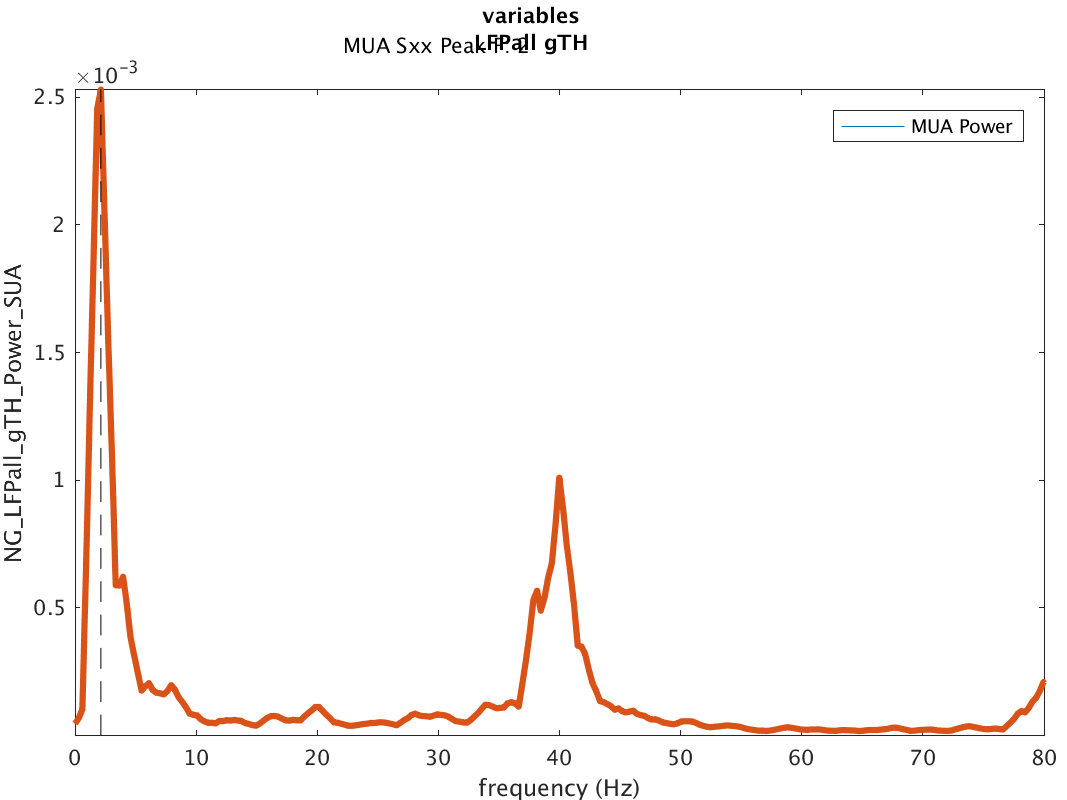 variables
MUA Sxx Peak F: 2
LFPall gTH
×10⁻³
2.5
2
1.5
1
0.5
NG_LFPall_gTH_Power_SUA
MUA Power
0 10 20 30 40 50 60 70 80
frequency (Hz)